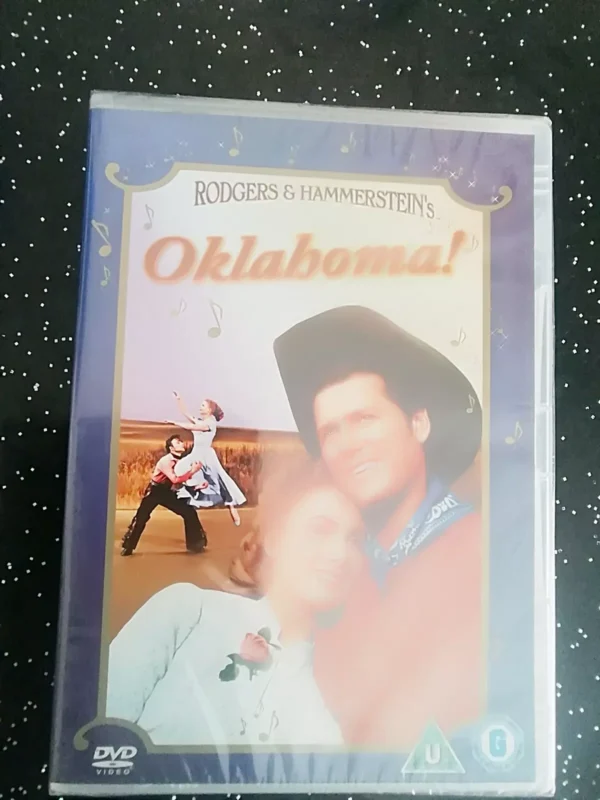 RODGERS & HAMMERSTEIN's
Oklahoma!
DVD
VIDEO
U
G